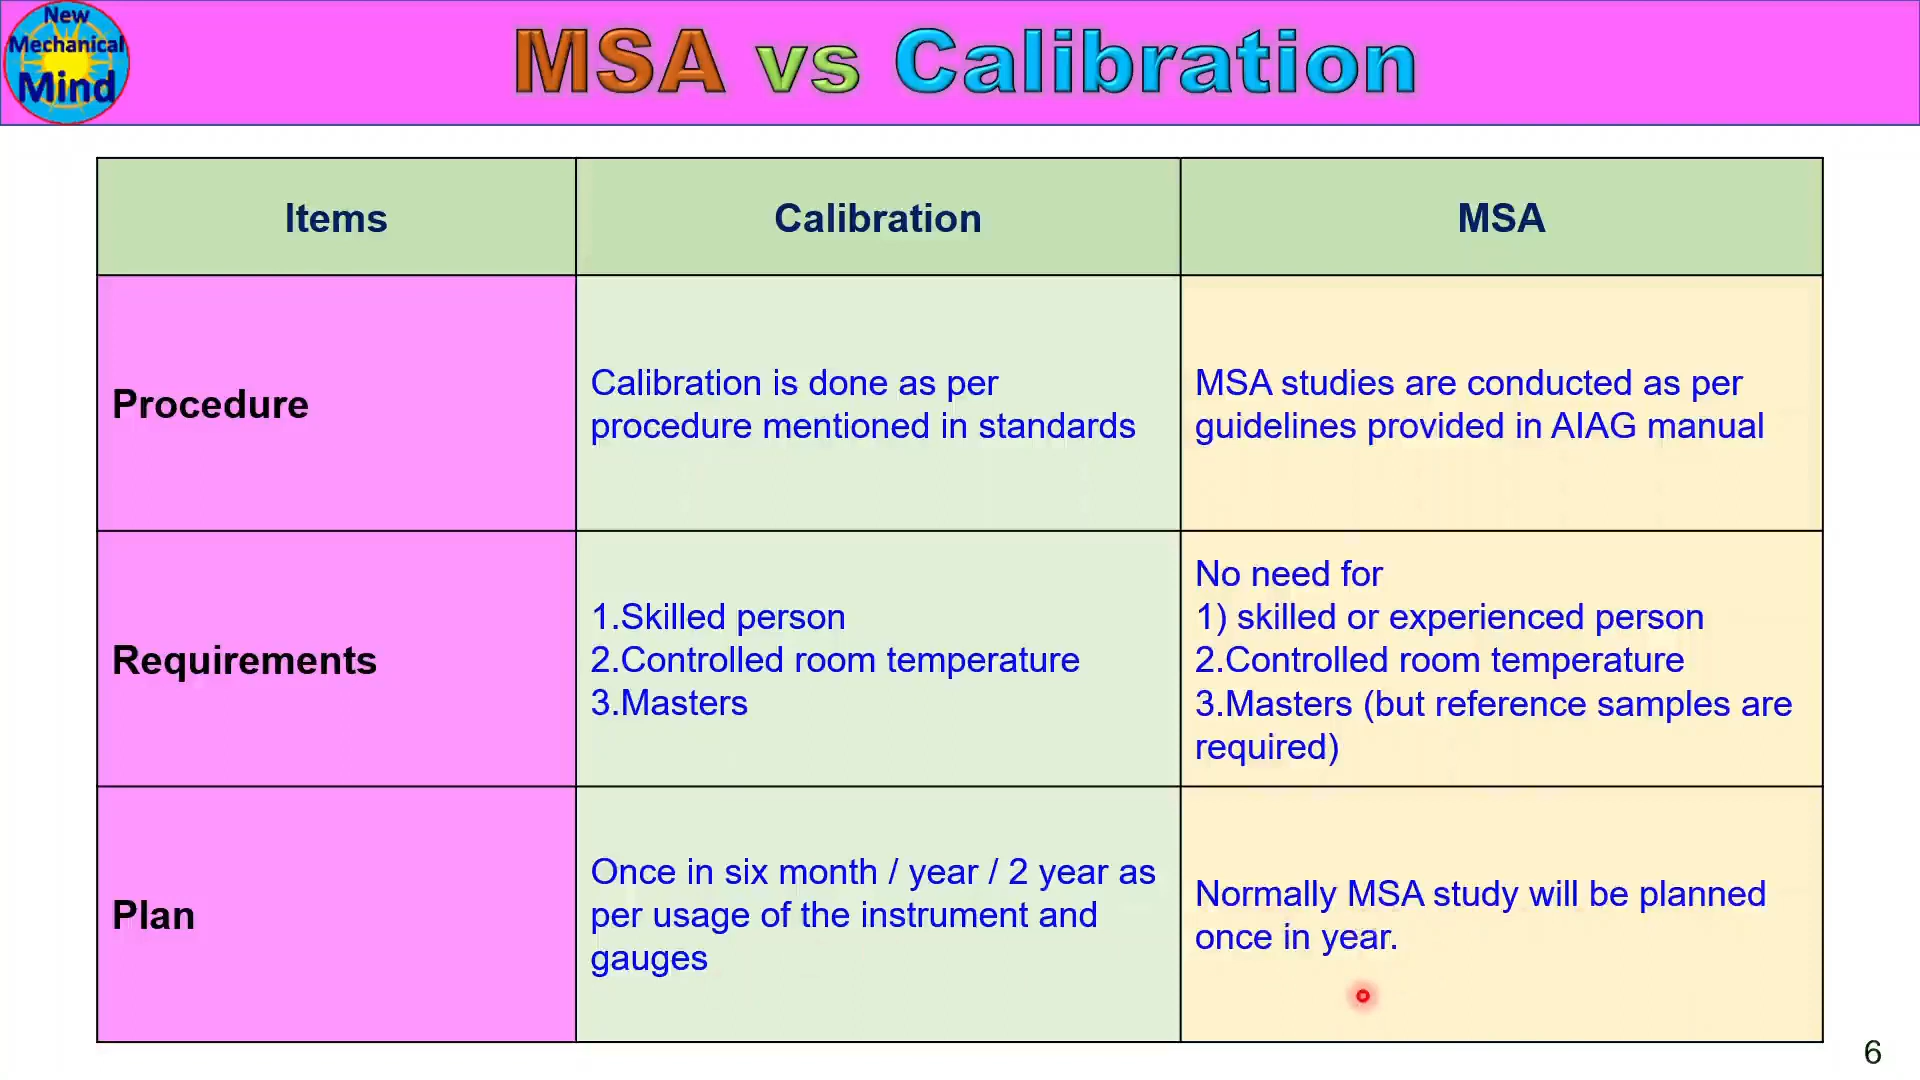 New
Mechanical
Mind
MSA vs Calibration
Items
Calibration
MSA
Procedure
Calibration is done as per
procedure mentioned in standards
MSA studies are conducted as per
guidelines provided in AIAG manual
Requirements
1.Skilled person
2.Controlled room temperature
3.Masters
No need for
1) skilled or experienced person
2.Controlled room temperature
3.Masters (but reference samples are
required)
Plan
Once in six month / year / 2 year as
per usage of the instrument and
gauges
Normally MSA study will be planned
once in year.
6